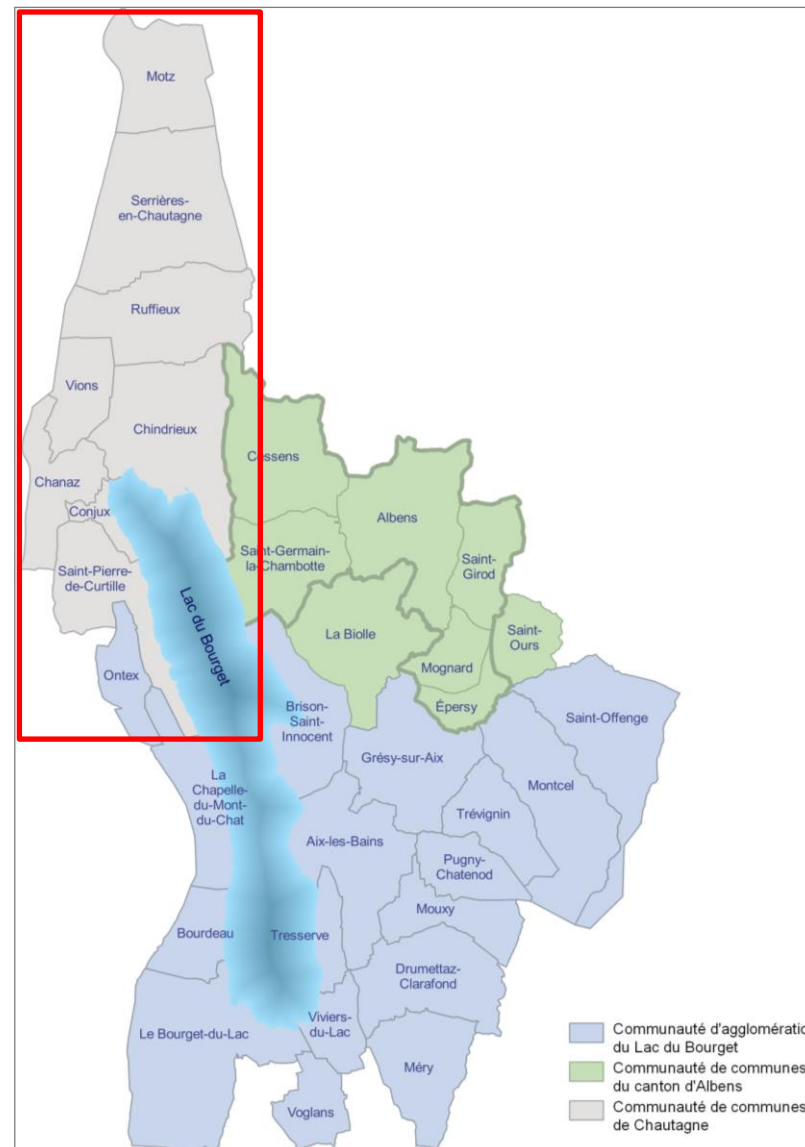 Motz
Serrières-
en-Chautagne
Ruffieux
Vions
Chindrieux
Cessens
Chanaz
Conjux
Albens
Saint-Germain-
la-Chambotte
Saint-
Girod
Saint-Pierre-
de-Curtille
Lac du Bourget
La Biolle
Saint-
Ours
Mognard
Ontex
Épersy
Brison-
Saint-
Innocent
Saint-Offenge
Grésy-sur-Aix
Montcel
La
Chapelle-
du-Mont-
du-Chat
Trévignin
Aix-les-Bains
Pugny-
Chatenod
Mouxy
Bourdeau
Tresserve
Drumettaz-
Clarafond
Le Bourget-du-Lac
Viviers-
du-Lac
Méry
Voglans
Communauté d'agglomératio
du Lac du Bourget
Communauté de communes
du canton d'Albens
Communauté de communes
de Chautagne